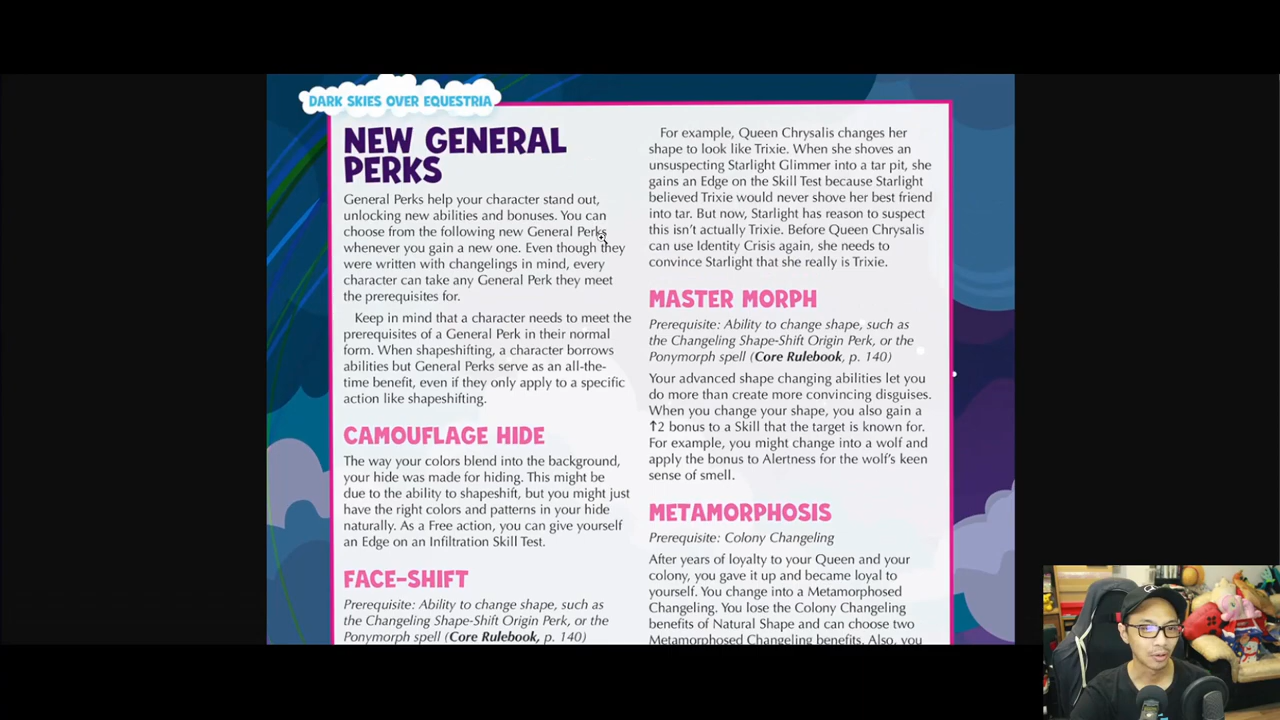 DARK SKIES OVER EQUESTRIA
NEW GENERAL
PERKS
General Perks help your character stand out,
unlocking new abilities and bonuses. You can
choose from the following new General Perks
whenever you gain a new one. Even though they
were written with changelings in mind, every
character can take any General Perk they meet
the prerequisites for.
Keep in mind that a character needs to meet the
prerequisites of a General Perk in their normal
form. When shapeshifting, a character borrows
abilities but General Perks serve as an all-the-
time benefit, even if they only apply to a specific
action like shapeshifting.
CAMOUFLAGE HIDE
The way your colors blend into the background,
your hide was made for hiding. This might be
due to the ability to shapeshift, but you might just
have the right colors and patterns in your hide
naturally. As a Free action, you can give yourself
an Edge on an Infiltration Skill Test.
FACE-SHIFT
Prerequisite: Ability to change shape, such as
the Changeling Shape-Shift Origin Perk, or the
Ponymorph spell (Core Rulebook, p. 140)
For example, Queen Chrysalis changes her
shape to look like Trixie. When she shoves an
unsuspecting Starlight Glimmer into a tar pit, she
gains an Edge on the Skill Test because Starlight
believed Trixie would never shove her best friend
into tar. But now, Starlight has reason to suspect
this isn't actually Trixie. Before Queen Chrysalis
can use Identity Crisis again, she needs to
convince Starlight that she really is Trixie.
MASTER MORPH
Prerequisite: Ability to change shape, such as
the Changeling Shape-Shift Origin Perk, or the
Ponymorph spell (Core Rulebook, p. 140)
Your advanced shape changing abilities let you
do more than create more convincing disguises.
When you change your shape, you also gain a
↑2 bonus to a Skill that the target is known for.
For example, you might change into a wolf and
apply the bonus to Alertness for the wolf's keen
sense of smell.
METAMORPHOSIS
Prerequisite: Colony Changeling
After years of loyalty to your Queen and your
colony, you gave it up and became loyal to
yourself. You change into a Metamorphosed
Changeling. You lose the Colony Changeling
benefits of Natural Shape and can choose two
Metamorphosed Changeling benefits. Also, you